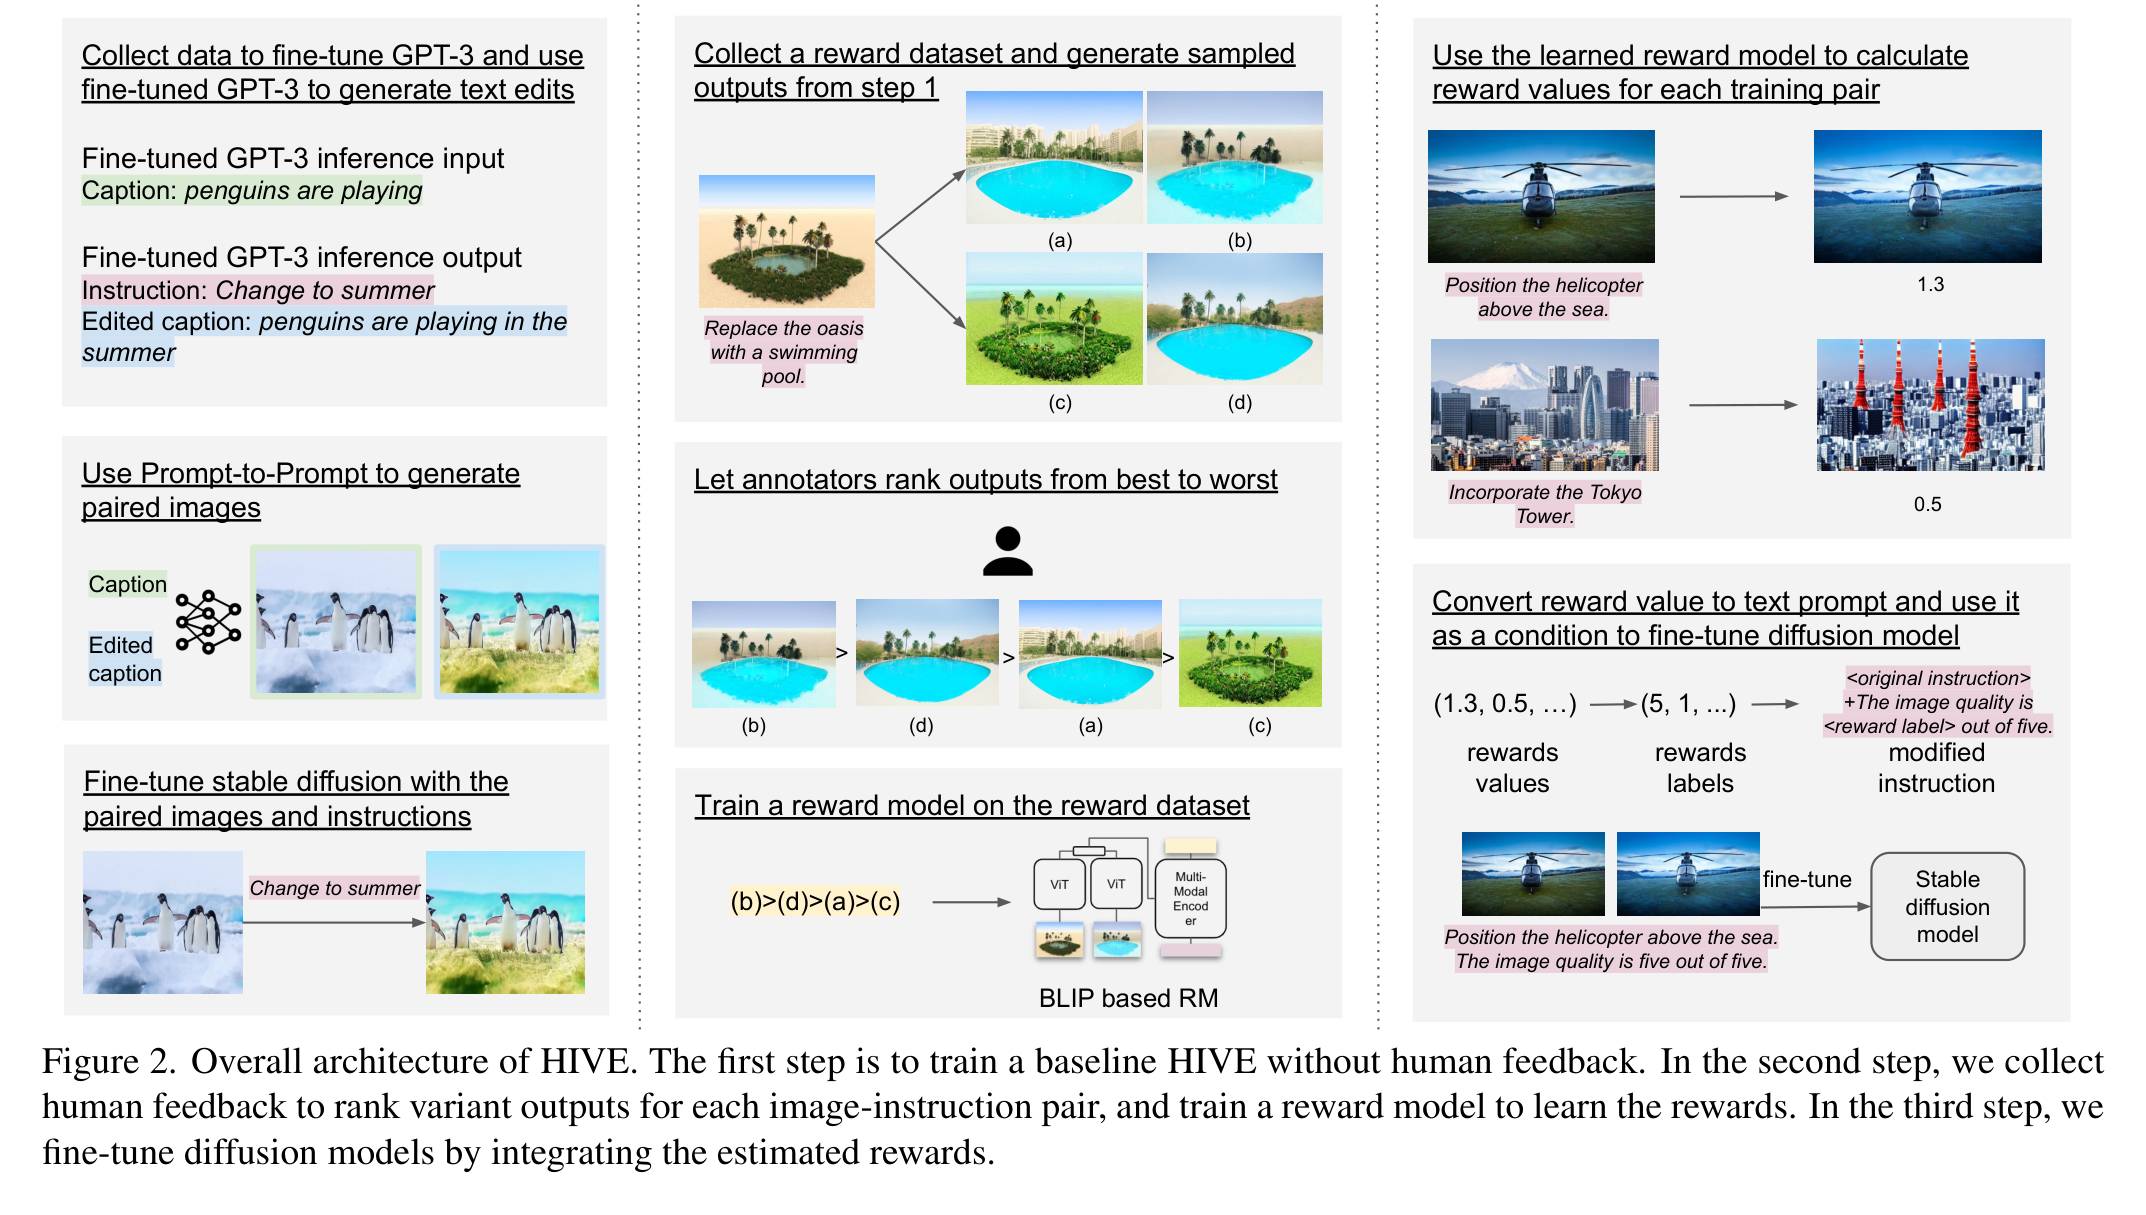 Collect data to fine-tune GPT-3 and use
fine-tuned GPT-3 to generate text edits
Fine-tuned GPT-3 inference input
Caption: penguins are playing
Fine-tuned GPT-3 inference output
Instruction: Change to summer
Edited caption: penguins are playing in the
summer
Use Prompt-to-Prompt to generate
paired images
Caption
Edited
caption
Fine-tune stable diffusion with the
paired images and instructions
Change to summer
Collect a reward dataset and generate sampled
outputs from step 1
(a)
(b)
Replace the oasis
with a swimming
pool.
(c)
(d)
Let annotators rank outputs from best to worst
>
>
>
(b)
(d)
(a)
(c)
Train a reward model on the reward dataset
(b)>(d)>(a)>(c)
ViT
ViT
Multi-
Modal
Encod
er
BLIP based RM
Use the learned reward model to calculate
reward values for each training pair
Position the helicopter
above the sea.
1.3
Incorporate the Tokyo
Tower.
0.5
Convert reward value to text prompt and use it
as a condition to fine-tune diffusion model
(1.3, 0.5, …)
(5, 1, ...)
<original instruction>
+The image quality is
<reward label> out of five.
rewards
values
rewards
labels
modified
instruction
fine-tune
Stable
diffusion
model
Position the helicopter above the sea.
The image quality is five out of five.
Figure 2. Overall architecture of HIVE. The first step is to train a baseline HIVE without human feedback. In the second step, we collect
human feedback to rank variant outputs for each image-instruction pair, and train a reward model to learn the rewards. In the third step, we
fine-tune diffusion models by integrating the estimated rewards.